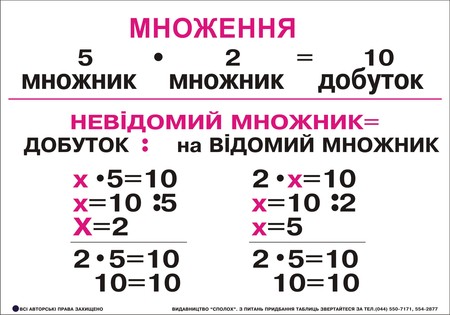 МНОЖЕННЯ
5 • 2 = 10
множник множник добуток
НЕВІДОМИЙ МНОЖНИК=
ДОБУТОК : на ВІДОМИЙ МНОЖНИК
х•5=10 2•х=10
х=10:5 х=10:2
Х=2 х=5
2•5=10 2•5=10
10=10 10=10
ВСІ АВТОРСЬКІ ПРАВА ЗАХИЩЕНО ВИДАВНИЦТВО "СПОЛОХ". З ПИТАНЬ ПРИДБАННЯ ТАБЛИЦЬ ЗВЕРТАЙТЕСЯ ЗА ТЕЛ.(044) 550-7171, 554-2877